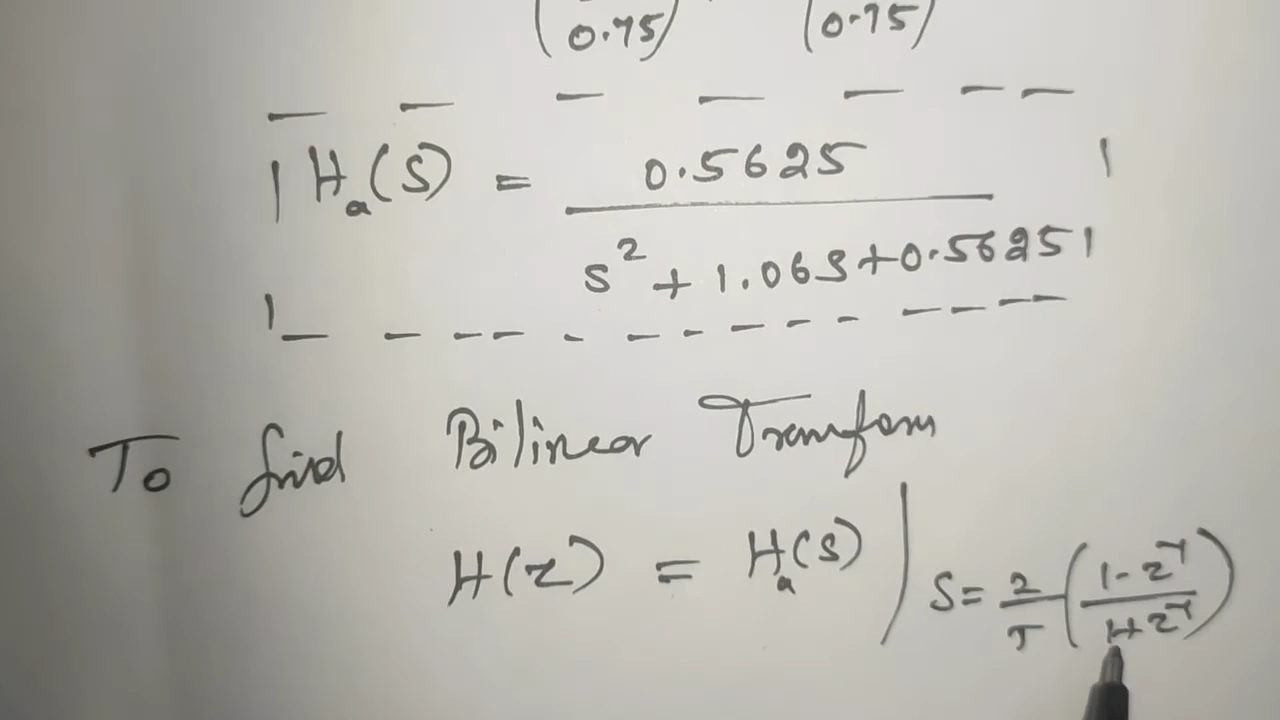 (0.75) (0.75)
Ha(S) = 0.5625
s² + 1.06S+0.5625
To find Bilinear Transform
H(z) = Ha(s) | S= 2/T (1-z⁻¹/1+z⁻¹)